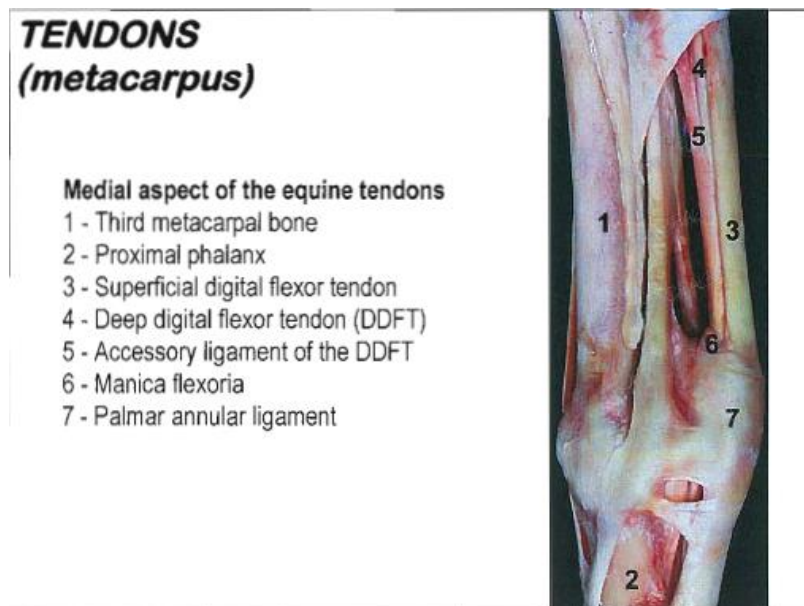 TENDONS
(metacarpus)
Medial aspect of the equine tendons
1 - Third metacarpal bone
2 - Proximal phalanx
3 - Superficial digital flexor tendon
4 - Deep digital flexor tendon (DDFT)
5 - Accessory ligament of the DDFT
6 - Manica flexoria
7 - Palmar annular ligament
4
5
1
3
6
7
2